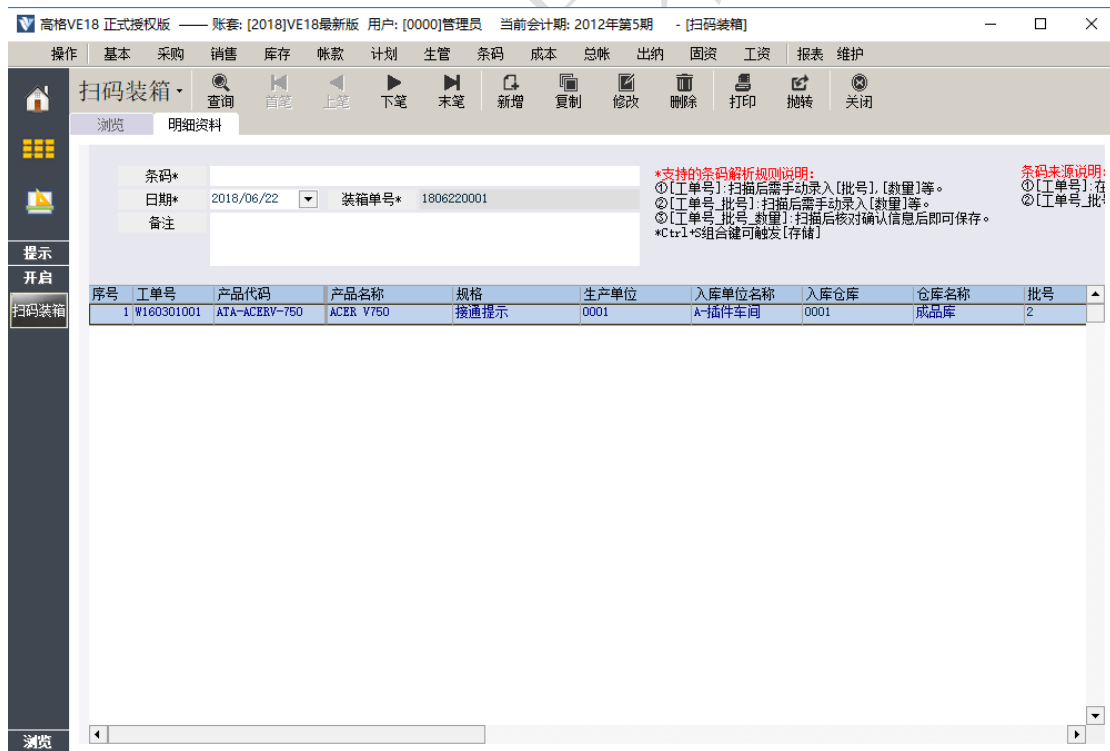 高格VE18 正式授权版 —— 账套: [2018]VE18最新版 用户: [0000]管理员 当前会计期: 2012年第5期 - [扫码装箱]
操作 基本 采购 销售 库存 帐款 计划 生管 条码 成本 总帐 出纳 固资 工资 报表 维护
扫码装箱 查询 首笔 上笔 下笔 末笔 新增 复制 修改 删除 打印 抛转 关闭
浏览 明细资料
条码*
日期* 2018/06/22 装箱单号* 1806220001
备注
*支持的条码解析规则说明:
①[工单号]:扫描后需手动录入[批号],[数量]等。
②[工单号_批号]:扫描后需手动录入[数量]等。
③[工单号_批号_数量]:扫描后核对确认信息后即可保存。
*Ctrl+S组合键可触发[存储]
条码来源说明:
①[工单号]:在
②[工单号_批号
提示
开启
扫码装箱
序号 工单号 产品代码 产品名称 规格 生产单位 入库单位名称 入库仓库 仓库名称 批号
1 W160301001 ATA-ACERV-750 ACER V750 接通提示 0001 A-插件车间 0001 成品库 2
浏览